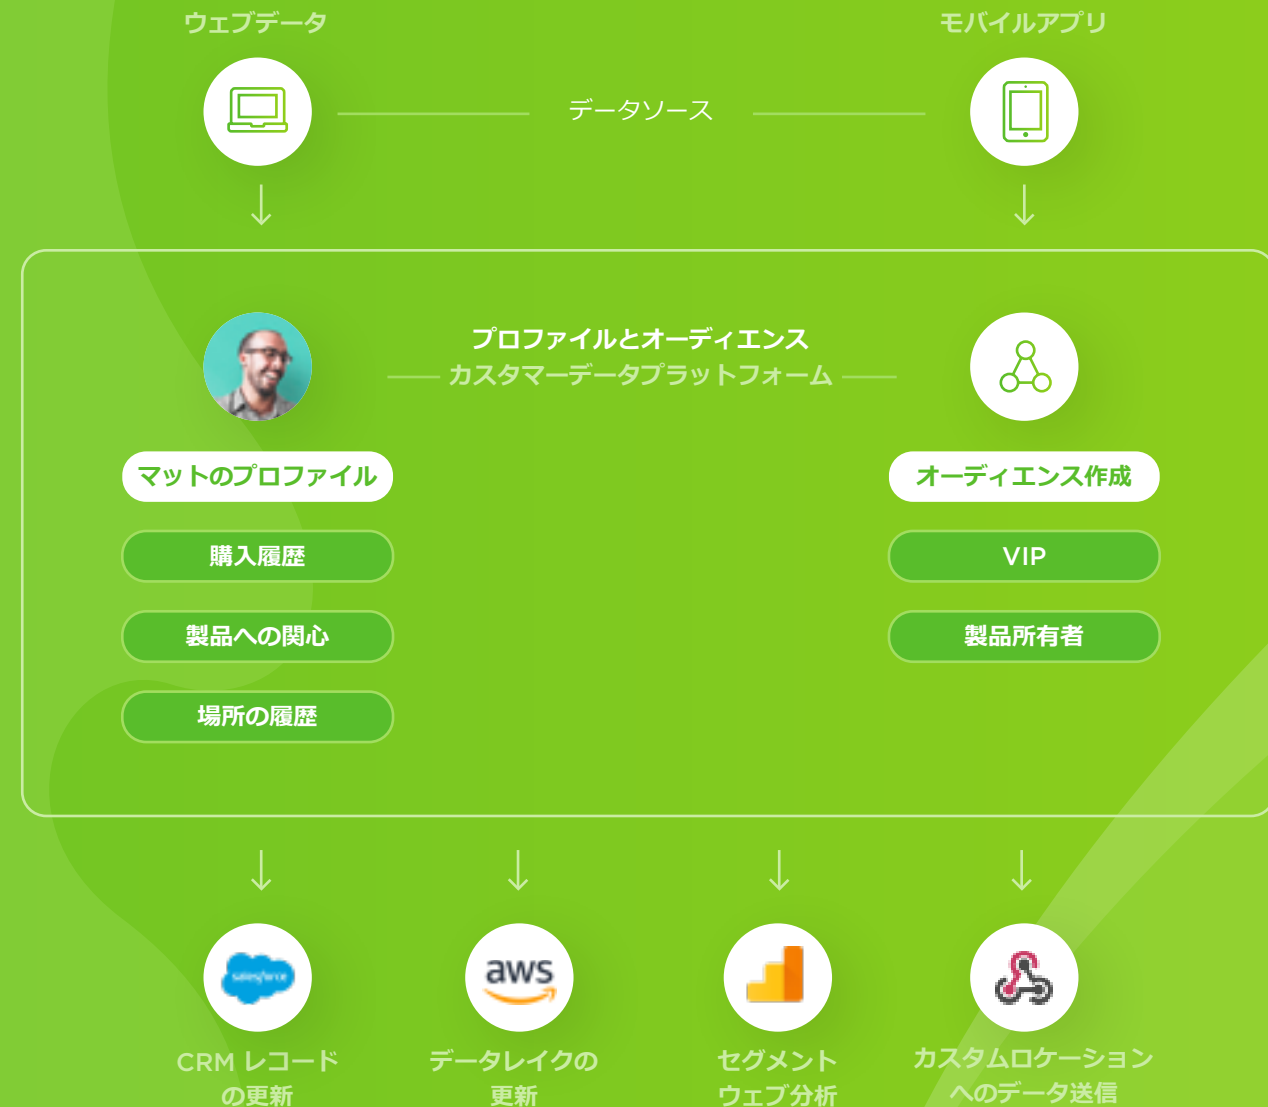 ウェブデータ
モバイルアプリ
データソース
プロファイルとオーディエンス
カスタマーデータプラットフォーム
マットのプロファイル
オーディエンス作成
購入履歴
VIP
製品への関心
製品所有者
場所の履歴
salesforce
aws
CRM レコード
の更新
データレイクの
更新
セグメント
ウェブ分析
カスタムロケーション
へのデータ送信